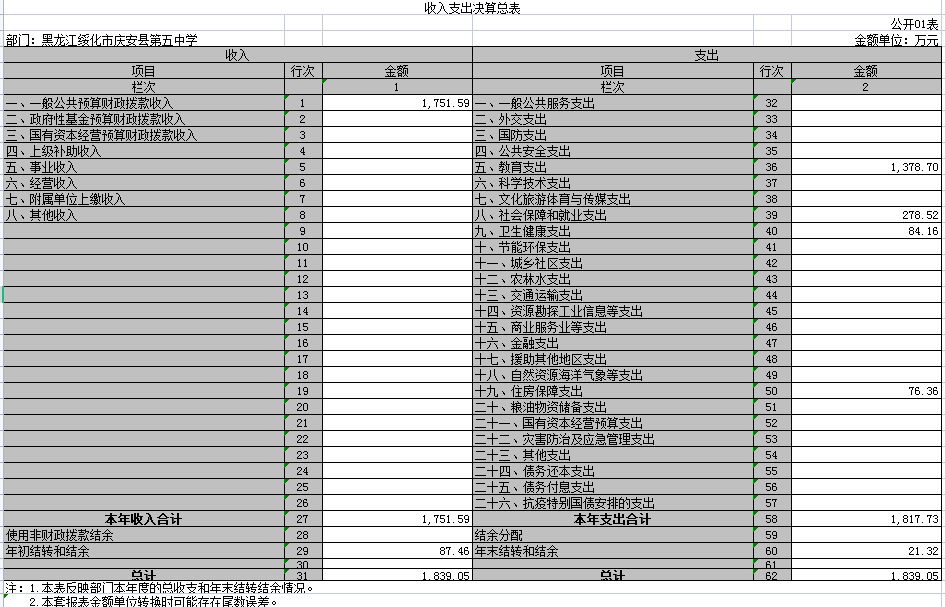 收入支出决算总表
公开01表
部门：黑龙江绥化市庆安县第五中学 金额单位：万元
收入 支出
项目 行次 金额 项目 行次 金额
栏次 1 栏次 2
一、一般公共预算财政拨款收入 1 1,751.59 一、一般公共服务支出 32
二、政府性基金预算财政拨款收入 2 二、外交支出 33
三、国有资本经营预算财政拨款收入 3 三、国防支出 34
四、上级补助收入 4 四、公共安全支出 35
五、事业收入 5 五、教育支出 36 1,378.70
六、经营收入 6 六、科学技术支出 37
七、附属单位上缴收入 7 七、文化旅游体育与传媒支出 38
八、其他收入 8 八、社会保障和就业支出 39 278.52
9 九、卫生健康支出 40 84.16
10 十、节能环保支出 41
11 十一、城乡社区支出 42
12 十二、农林水支出 43
13 十三、交通运输支出 44
14 十四、资源勘探工业信息等支出 45
15 十五、商业服务业等支出 46
16 十六、金融支出 47
17 十七、援助其他地区支出 48
18 十八、自然资源海洋气象等支出 49
19 十九、住房保障支出 50 76.36
20 二十、粮油物资储备支出 51
21 二十一、国有资本经营预算支出 52
22 二十二、灾害防治及应急管理支出 53
23 二十三、其他支出 54
24 二十四、债务还本支出 55
25 二十五、债务付息支出 56
26 二十六、抗疫特别国债安排的支出 57
本年收入合计 27 1,751.59 本年支出合计 58 1,817.73
使用非财政拨款结余 28 结余分配 59
年初结转和结余 29 87.46 年末结转和结余 60 21.32
30 61
总计 31 1,839.05 总计 62 1,839.05
注：1.本表反映部门本年度的总收支和年末结转结余情况。
2.本套报表金额单位转换时可能存在尾数误差。